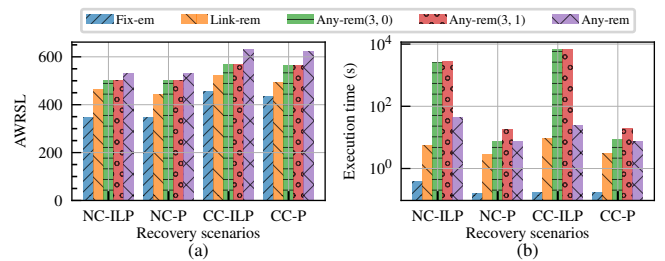 Fix-em Link-rem Any-rem(3, 0) Any-rem(3, 1) Any-rem
AWRSL
600
400
200
0
NC-ILP NC-P CC-ILP CC-P
Recovery scenarios
(a)
Execution time (s)
10^4
10^2
10^0
NC-ILP NC-P CC-ILP CC-P
Recovery scenarios
(b)